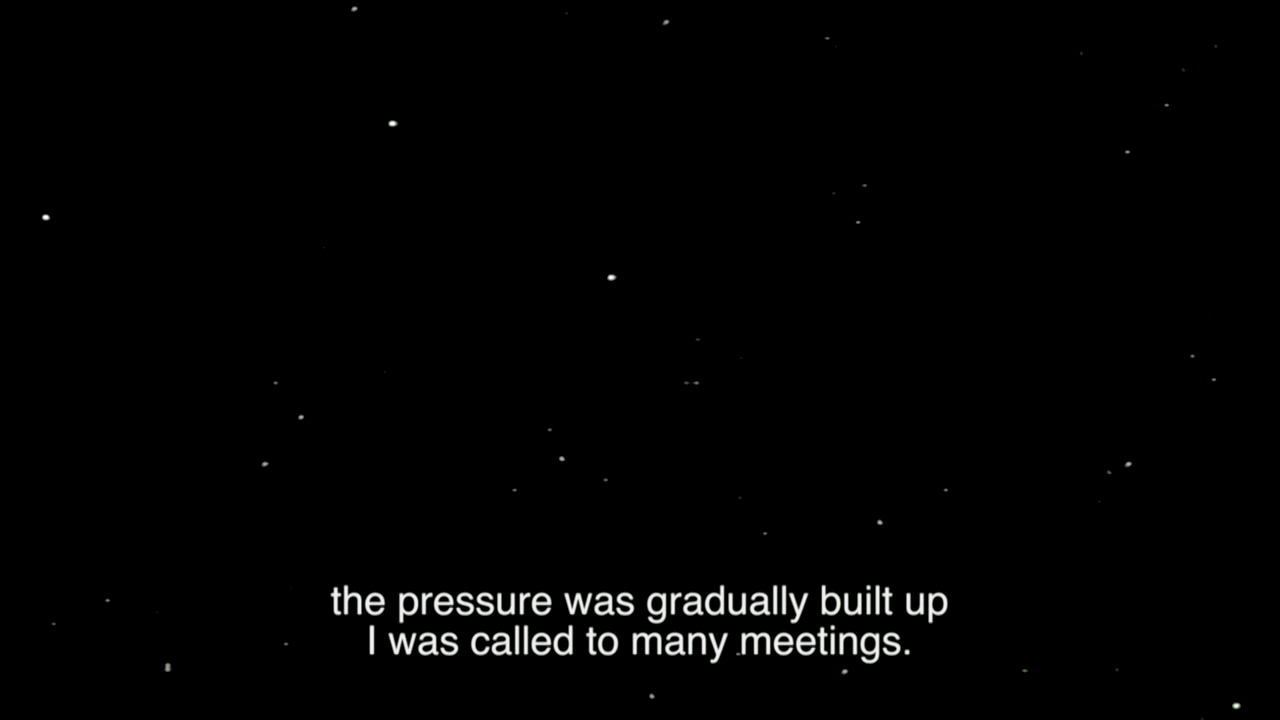 the pressure was gradually built up
I was called to many meetings.